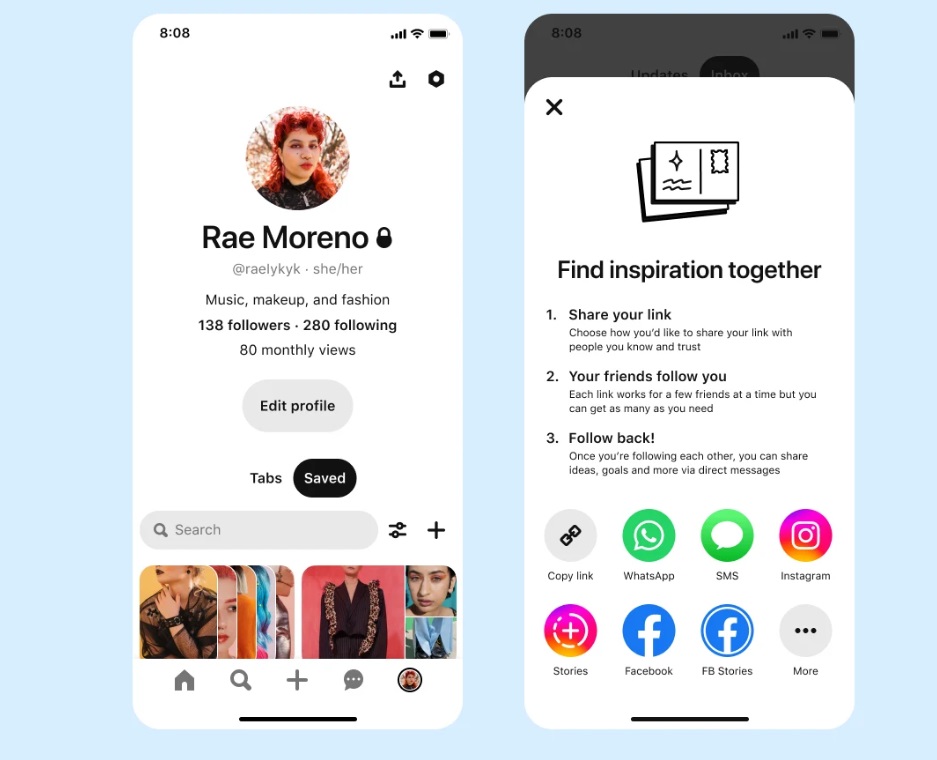 8:08
Rae Moreno
@raelykyk · she/her
Music, makeup, and fashion
138 followers · 280 following
80 monthly views
Edit profile
Tabs
Saved
Search
8:08
Updates
Inbox
Find inspiration together
1. Share your link
Choose how you’d like to share your link with
people you know and trust
2. Your friends follow you
Each link works for a few friends at a time but you
can get as many as you need
3. Follow back!
Once you’re following each other, you can share
ideas, goals and more via direct messages
Copy link
WhatsApp
SMS
Instagram
Stories
Facebook
FB Stories
More